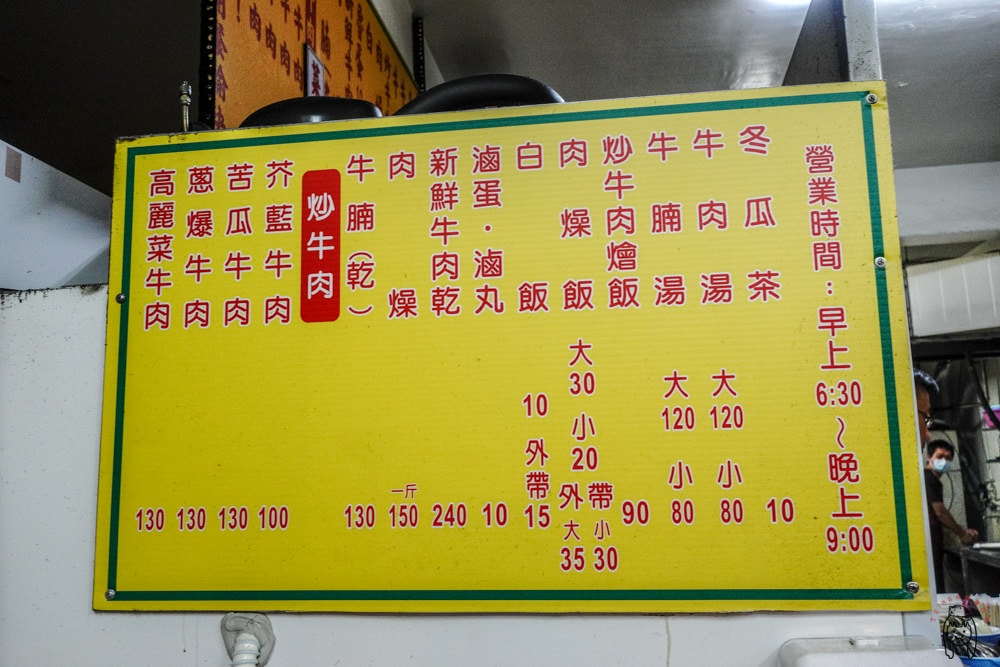 營業時間：早上6:30～晚上9:00
冬瓜茶 10
牛肉湯 大120 小80
牛腩湯 大120 小80
炒牛肉燴飯 90
肉燥飯 大30 小20 外帶 大35 小30
白飯 10 外帶15
滷蛋．滷丸 10
新鮮牛肉乾 240
肉燥 一斤150
牛腩（乾） 130
炒牛肉
芥藍牛肉 100
苦瓜牛肉 130
蔥爆牛肉 130
高麗菜牛肉 130